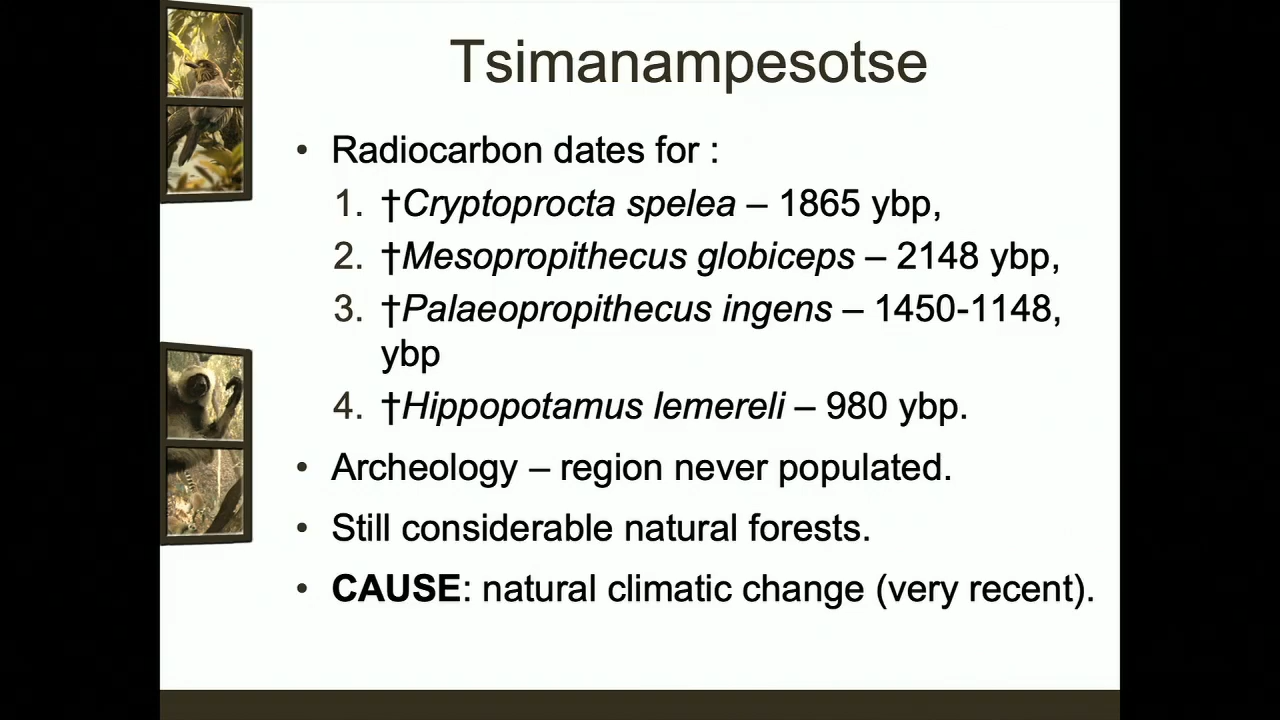 Tsimanampesotse
• Radiocarbon dates for :
1. †Cryptoprocta spelea – 1865 ybp,
2. †Mesopropithecus globiceps – 2148 ybp,
3. †Palaeopropithecus ingens – 1450-1148,
ybp
4. †Hippopotamus lemereli – 980 ybp.
• Archeology – region never populated.
• Still considerable natural forests.
• CAUSE: natural climatic change (very recent).